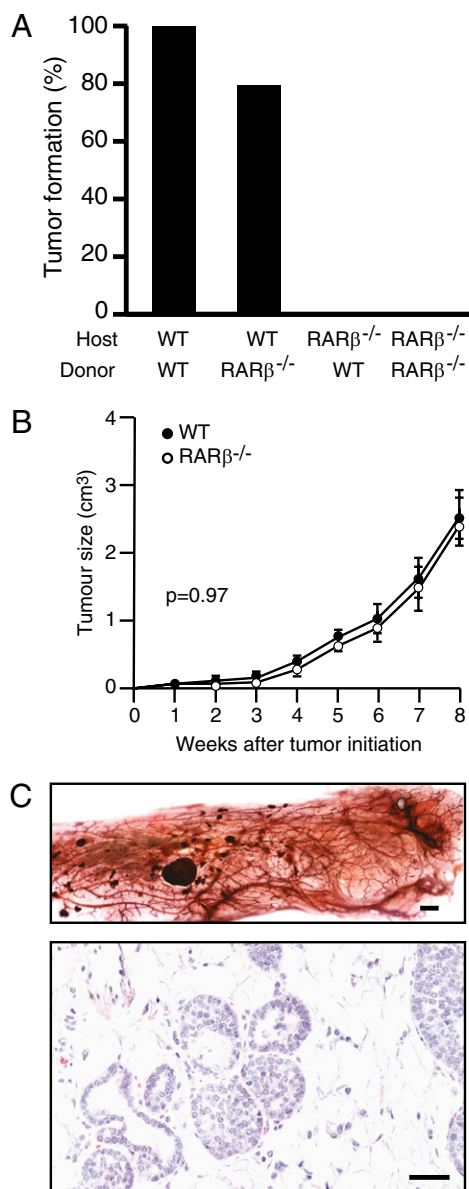 A
Tumor formation (%)
100
80
60
40
20
0
Host WT WT RARβ-/- RARβ-/-
Donor WT RARβ-/- WT RARβ-/-
B
Tumour size (cm³)
4
3
2
1
0
WT
RARβ-/-
p=0.97
0 1 2 3 4 5 6 7 8
Weeks after tumor initiation
C